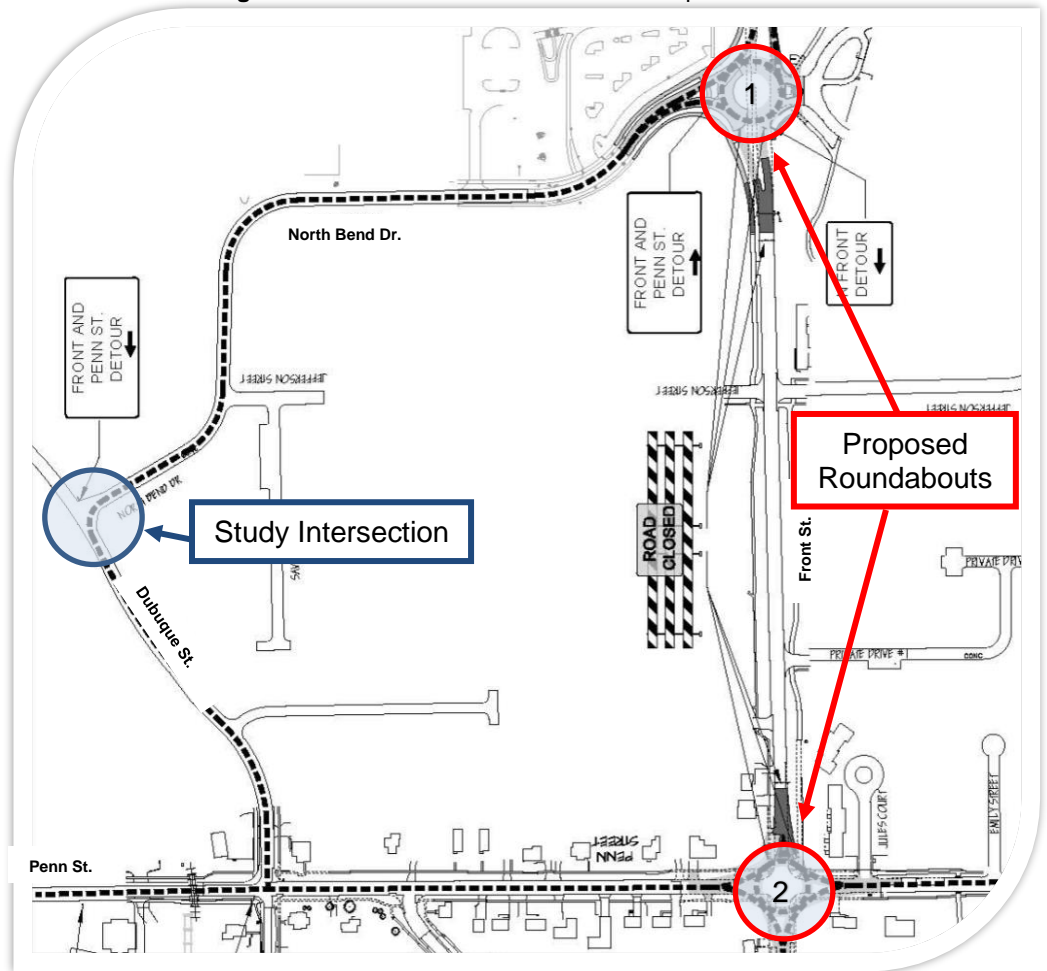 1
North Bend Dr.
FRONT AND
PENN ST.
DETOUR
FRONT AND
PENN ST.
DETOUR
FRONT
DETOUR
JEFFERSON STREET
JEFFERSON STREET
JEFFERSON STREET
Proposed
Roundabouts
BEND DR
Study Intersection
ROAD
CLOSED
Front St.
PRIVATE DRIVE
Dubuque St.
PRIVATE DRIVE #1
CONC
JULES COURT
EMILY STREET
PENN
STREET
Penn St.
2